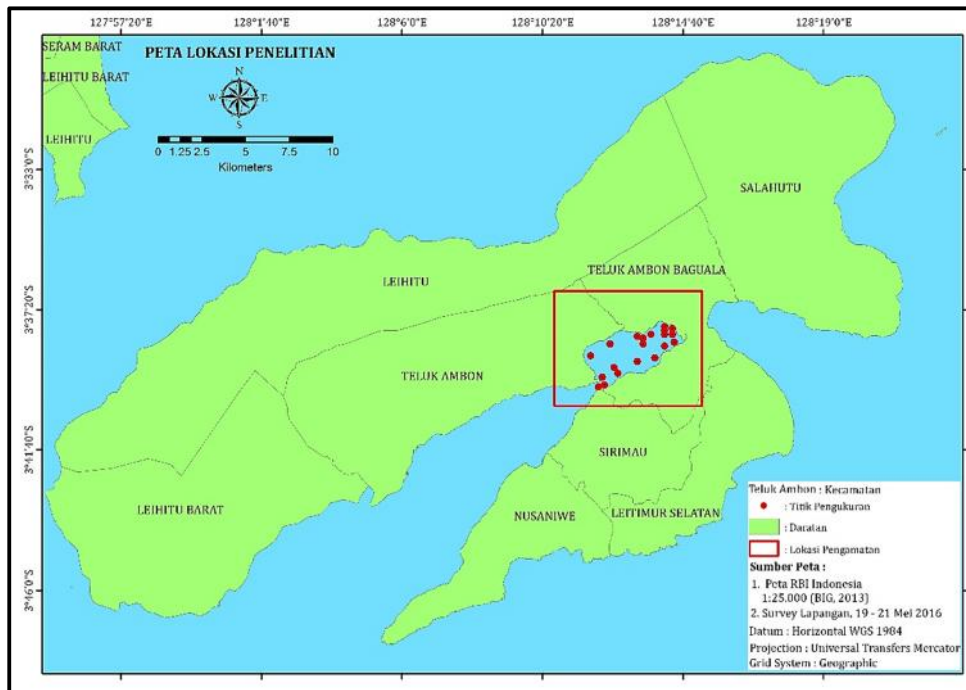 127°57'20"E 128°1'40"E 128°6'0"E 128°10'20"E 128°14'40"E 128°19'0"E
SERAM BARAT
LEIHITU BARAT
LEIHITU
PETA LOKASI PENELITIAN
N
W E
S
0 1.25 2.5 5 7.5 10
Kilometers
3°33'0"S
3°37'20"S
3°41'40"S
3°46'0"S
SALAHUTU
TELUK AMBON BAGUALA
LEIHITU
TELUK AMBON
SIRIMAU
LEIHITU BARAT
NUSANIWE
LEITIMUR SELATAN
Teluk Ambon : Kecamatan
: Titik Pengukuran
: Daratan
: Lokasi Pengamatan
Sumber Peta :
1. Peta RBI Indonesia
1:25.000 (BIG, 2013)
2. Survey Lapangan, 19 - 21 Mei 2016
Datum : Horizontal WGS 1984
Projection : Universal Transfers Mercator
Grid System : Geographic